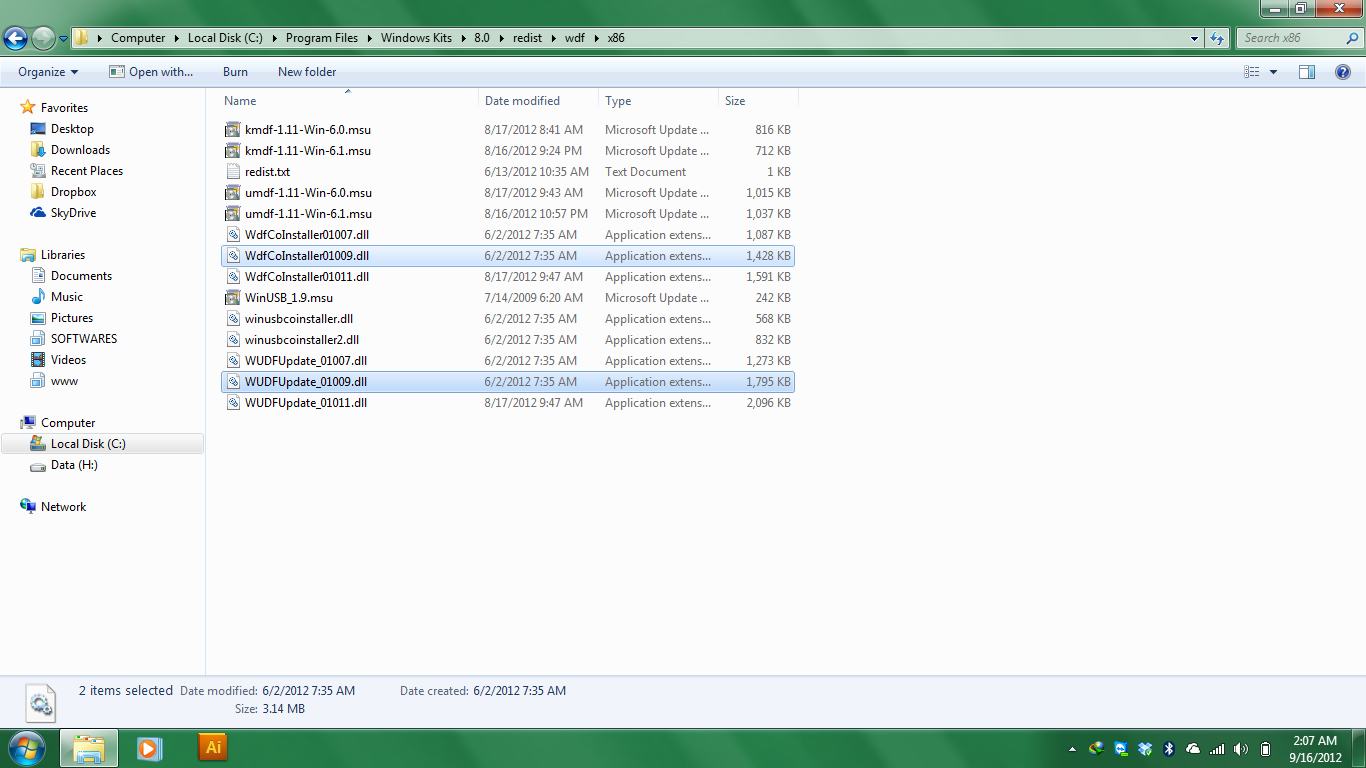 Computer Local Disk (C:) Program Files Windows Kits 8.0 redist wdf x86 Search x86
Organize Open with... Burn New folder
Name Date modified Type Size
Favorites
Desktop
Downloads
Recent Places
Dropbox
SkyDrive
Libraries
Documents
Music
Pictures
SOFTWARES
Videos
www
Computer
Local Disk (C:)
Data (H:)
Network
kmdf-1.11-Win-6.0.msu 8/17/2012 8:41 AM Microsoft Update ... 816 KB
kmdf-1.11-Win-6.1.msu 8/16/2012 9:24 PM Microsoft Update ... 712 KB
redist.txt 6/13/2012 10:35 AM Text Document 1 KB
umdf-1.11-Win-6.0.msu 8/17/2012 9:43 AM Microsoft Update ... 1,015 KB
umdf-1.11-Win-6.1.msu 8/16/2012 10:57 PM Microsoft Update ... 1,037 KB
WdfCoInstaller01007.dll 6/2/2012 7:35 AM Application extens... 1,087 KB
WdfCoInstaller01009.dll 6/2/2012 7:35 AM Application extens... 1,428 KB
WdfCoInstaller01011.dll 8/17/2012 9:47 AM Application extens... 1,591 KB
WinUSB_1.9.msu 7/14/2009 6:20 AM Microsoft Update ... 242 KB
winusbcoinstaller.dll 6/2/2012 7:35 AM Application extens... 568 KB
winusbcoinstaller2.dll 6/2/2012 7:35 AM Application extens... 832 KB
WUDFUpdate_01007.dll 6/2/2012 7:35 AM Application extens... 1,273 KB
WUDFUpdate_01009.dll 6/2/2012 7:35 AM Application extens... 1,795 KB
WUDFUpdate_01011.dll 8/17/2012 9:47 AM Application extens... 2,096 KB
2 items selected Date modified: 6/2/2012 7:35 AM Date created: 6/2/2012 7:35 AM
Size: 3.14 MB
Ai
2:07 AM
9/16/2012